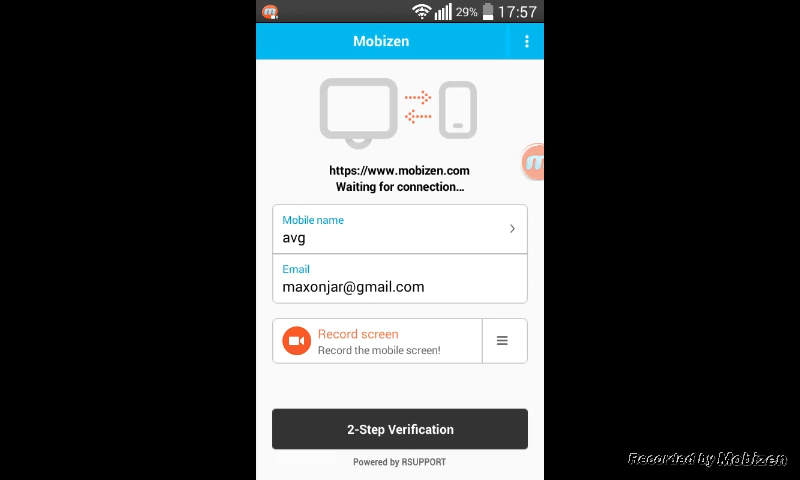 29% 17:57
Mobizen
https://www.mobizen.com
Waiting for connection...
Mobile name
avg
Email
maxonjar@gmail.com
Record screen
Record the mobile screen!
2-Step Verification
Powered by RSUPPORT
Recorded by Mobizen